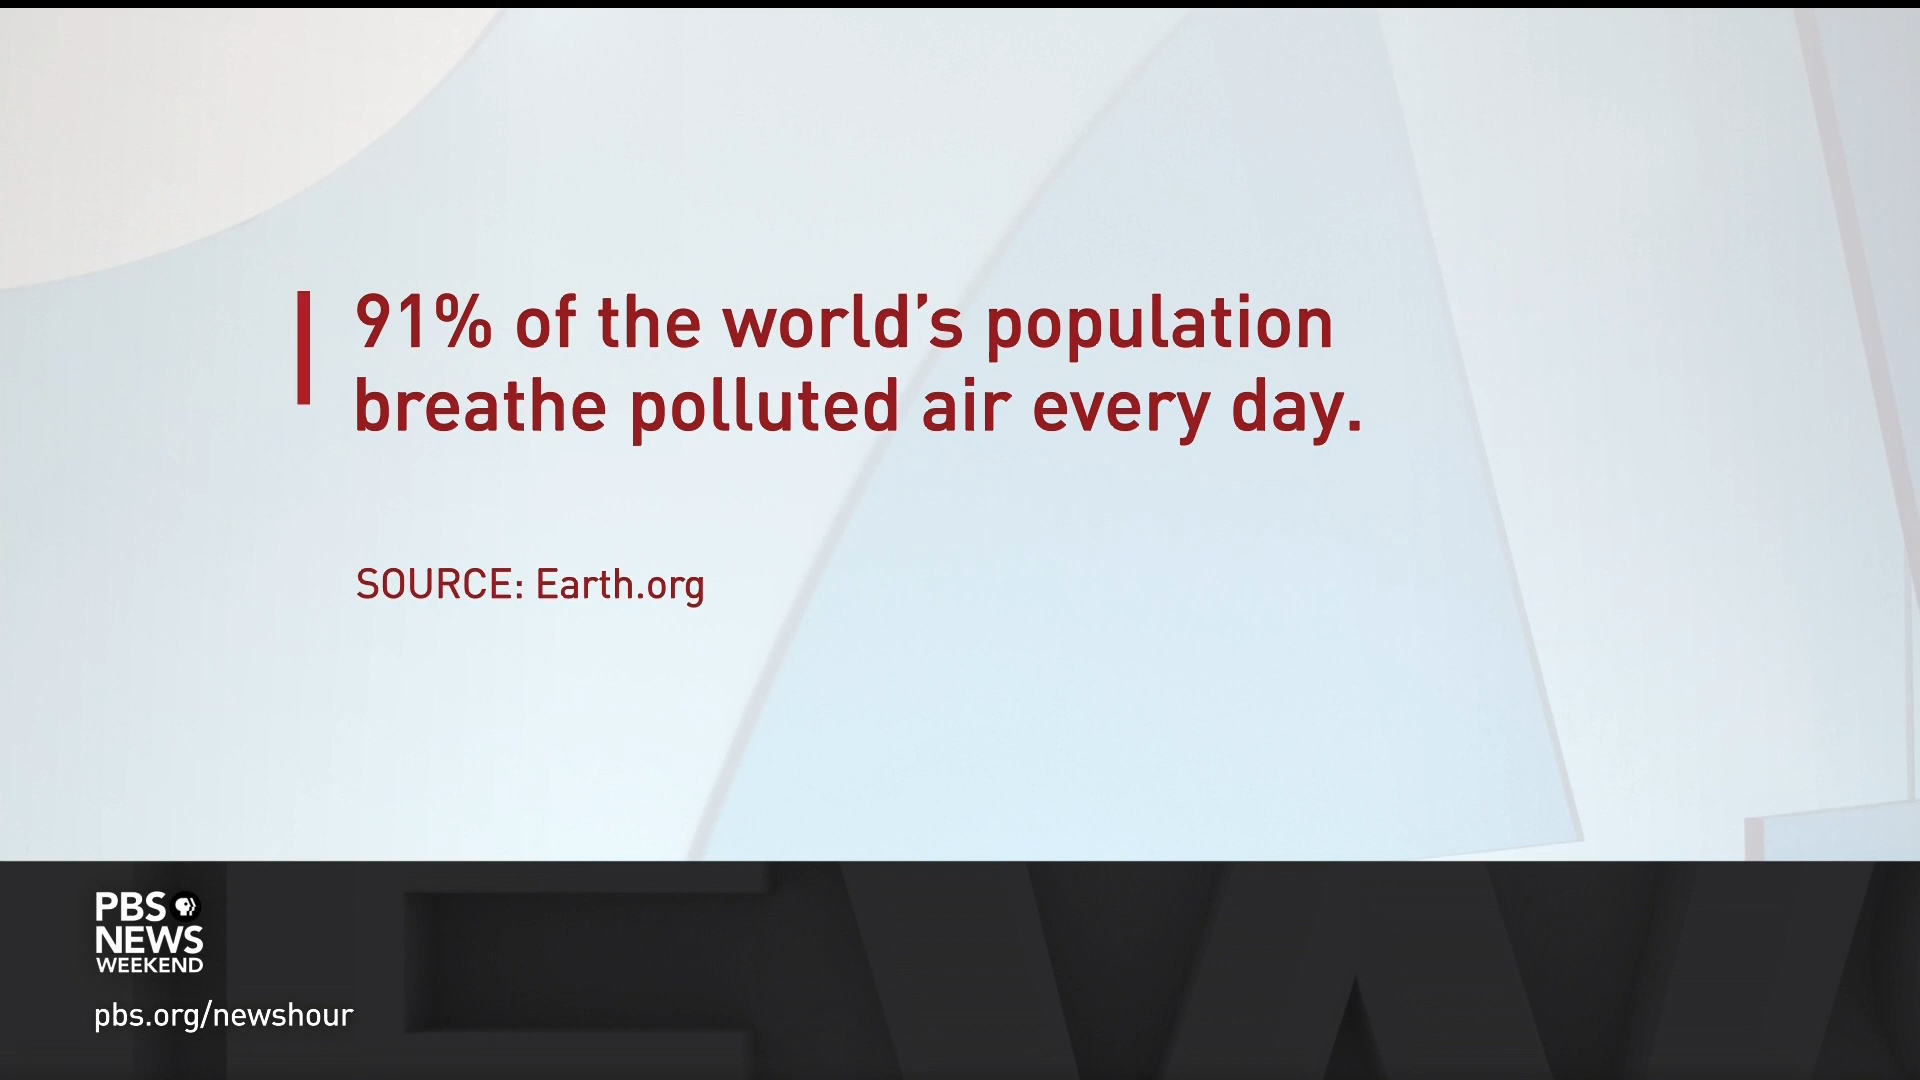 91% of the world’s population
breathe polluted air every day.
SOURCE: Earth.org
PBS
NEWS
WEEKEND
pbs.org/newshour